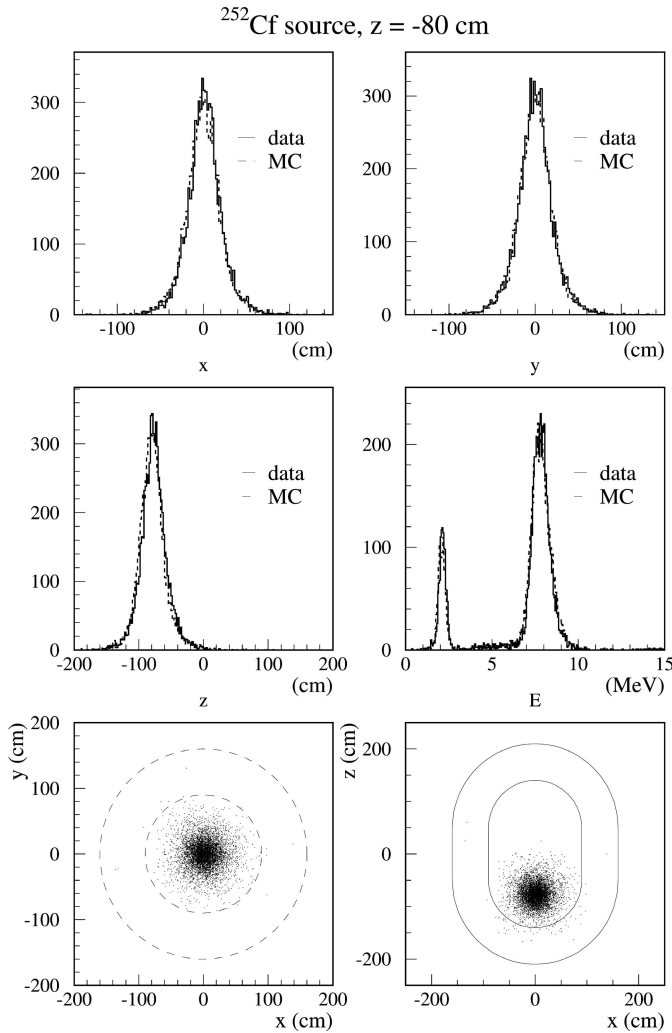 ²⁵²Cf source, z = -80 cm
300
200
100
0
data
MC
-100 0 100
(cm)
x
300
200
100
0
data
MC
-100 0 100
(cm)
y
300
200
100
0
data
MC
-200 -100 0 100 200
(cm)
z
200
100
0
data
MC
0 5 10 15
(MeV)
E
y (cm)
200
100
0
-100
-200
-200 -100 0 100 200
x (cm)
z (cm)
200
0
-200
-200 0 200
x (cm)